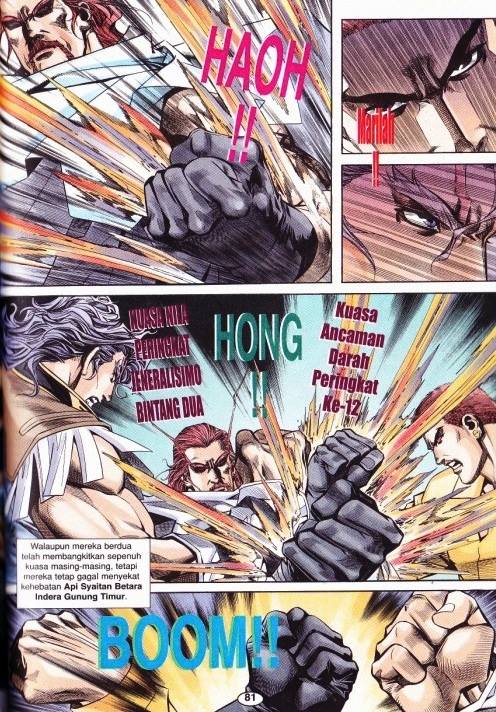 HAOH
!!
Marilah
!!
KUASA NILA
PERINGKAT
JENERALISIMO
BINTANG DUA
HONG
!!
Kuasa
Ancaman
Darah
Peringkat
Ke-12
Walaupun mereka berdua
telah membangkitkan sepenuh
kuasa masing-masing, tetapi
mereka tetap gagal menyekat
kehebatan Api Syaitan Betara
Indera Gunung Timur.
BOOM!!
81